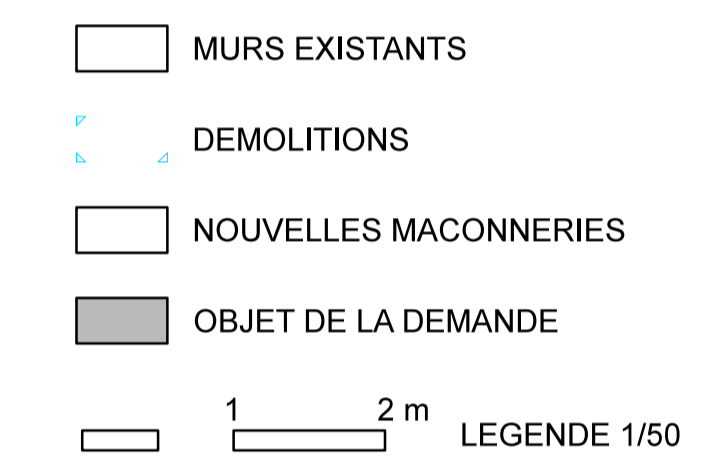 MURS EXISTANTS
DEMOLITIONS
NOUVELLES MACONNERIES
OBJET DE LA DEMANDE
1 2 m LEGENDE 1/50